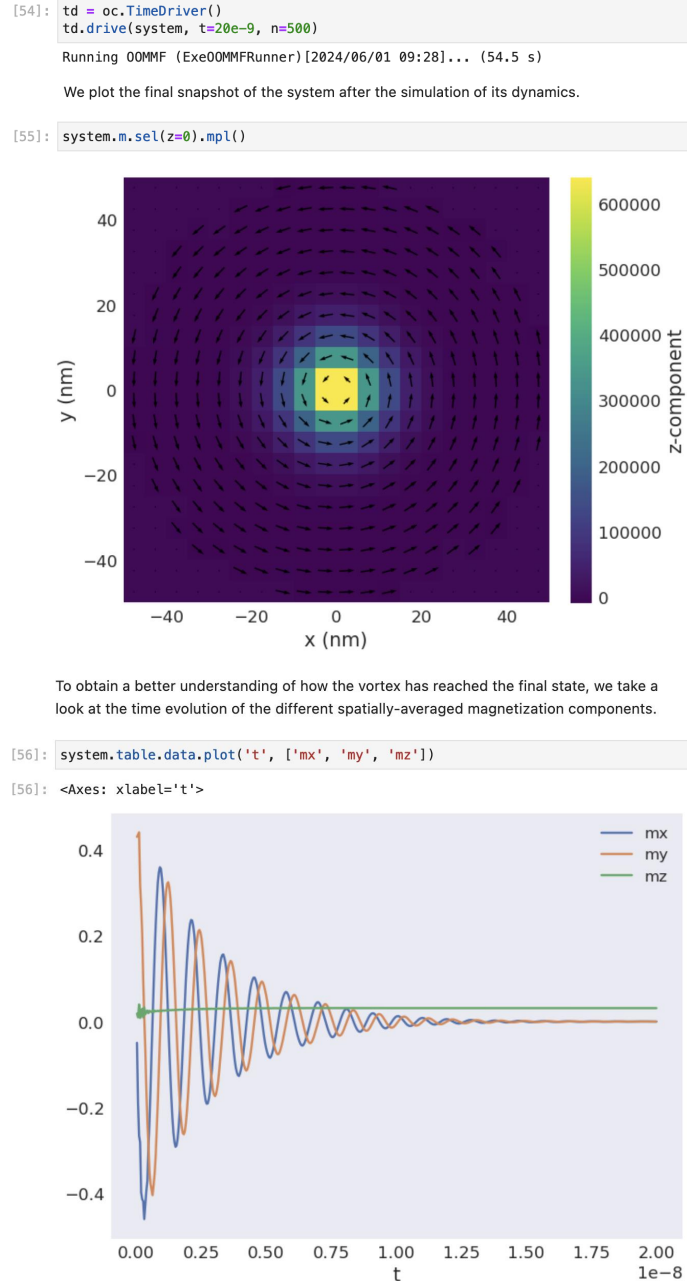 [54]: td = oc.TimeDriver()
td.drive(system, t=20e-9, n=500)
Running OOMMF (ExeOOMMFRunner)[2024/06/01 09:28]... (54.5 s)
We plot the final snapshot of the system after the simulation of its dynamics.
[55]: system.m.sel(z=0).mpl()
40
20
0
−20
−40
y (nm)
−40 −20 0 20 40
x (nm)
600000
500000
400000
300000
200000
100000
0
z-component
To obtain a better understanding of how the vortex has reached the final state, we take a
look at the time evolution of the different spatially-averaged magnetization components.
[56]: system.table.data.plot('t', ['mx', 'my', 'mz'])
[56]: <Axes: xlabel='t'>
mx
my
mz
0.4
0.2
0.0
−0.2
−0.4
0.00 0.25 0.50 0.75 1.00 1.25 1.50 1.75 2.00
1e−8
t